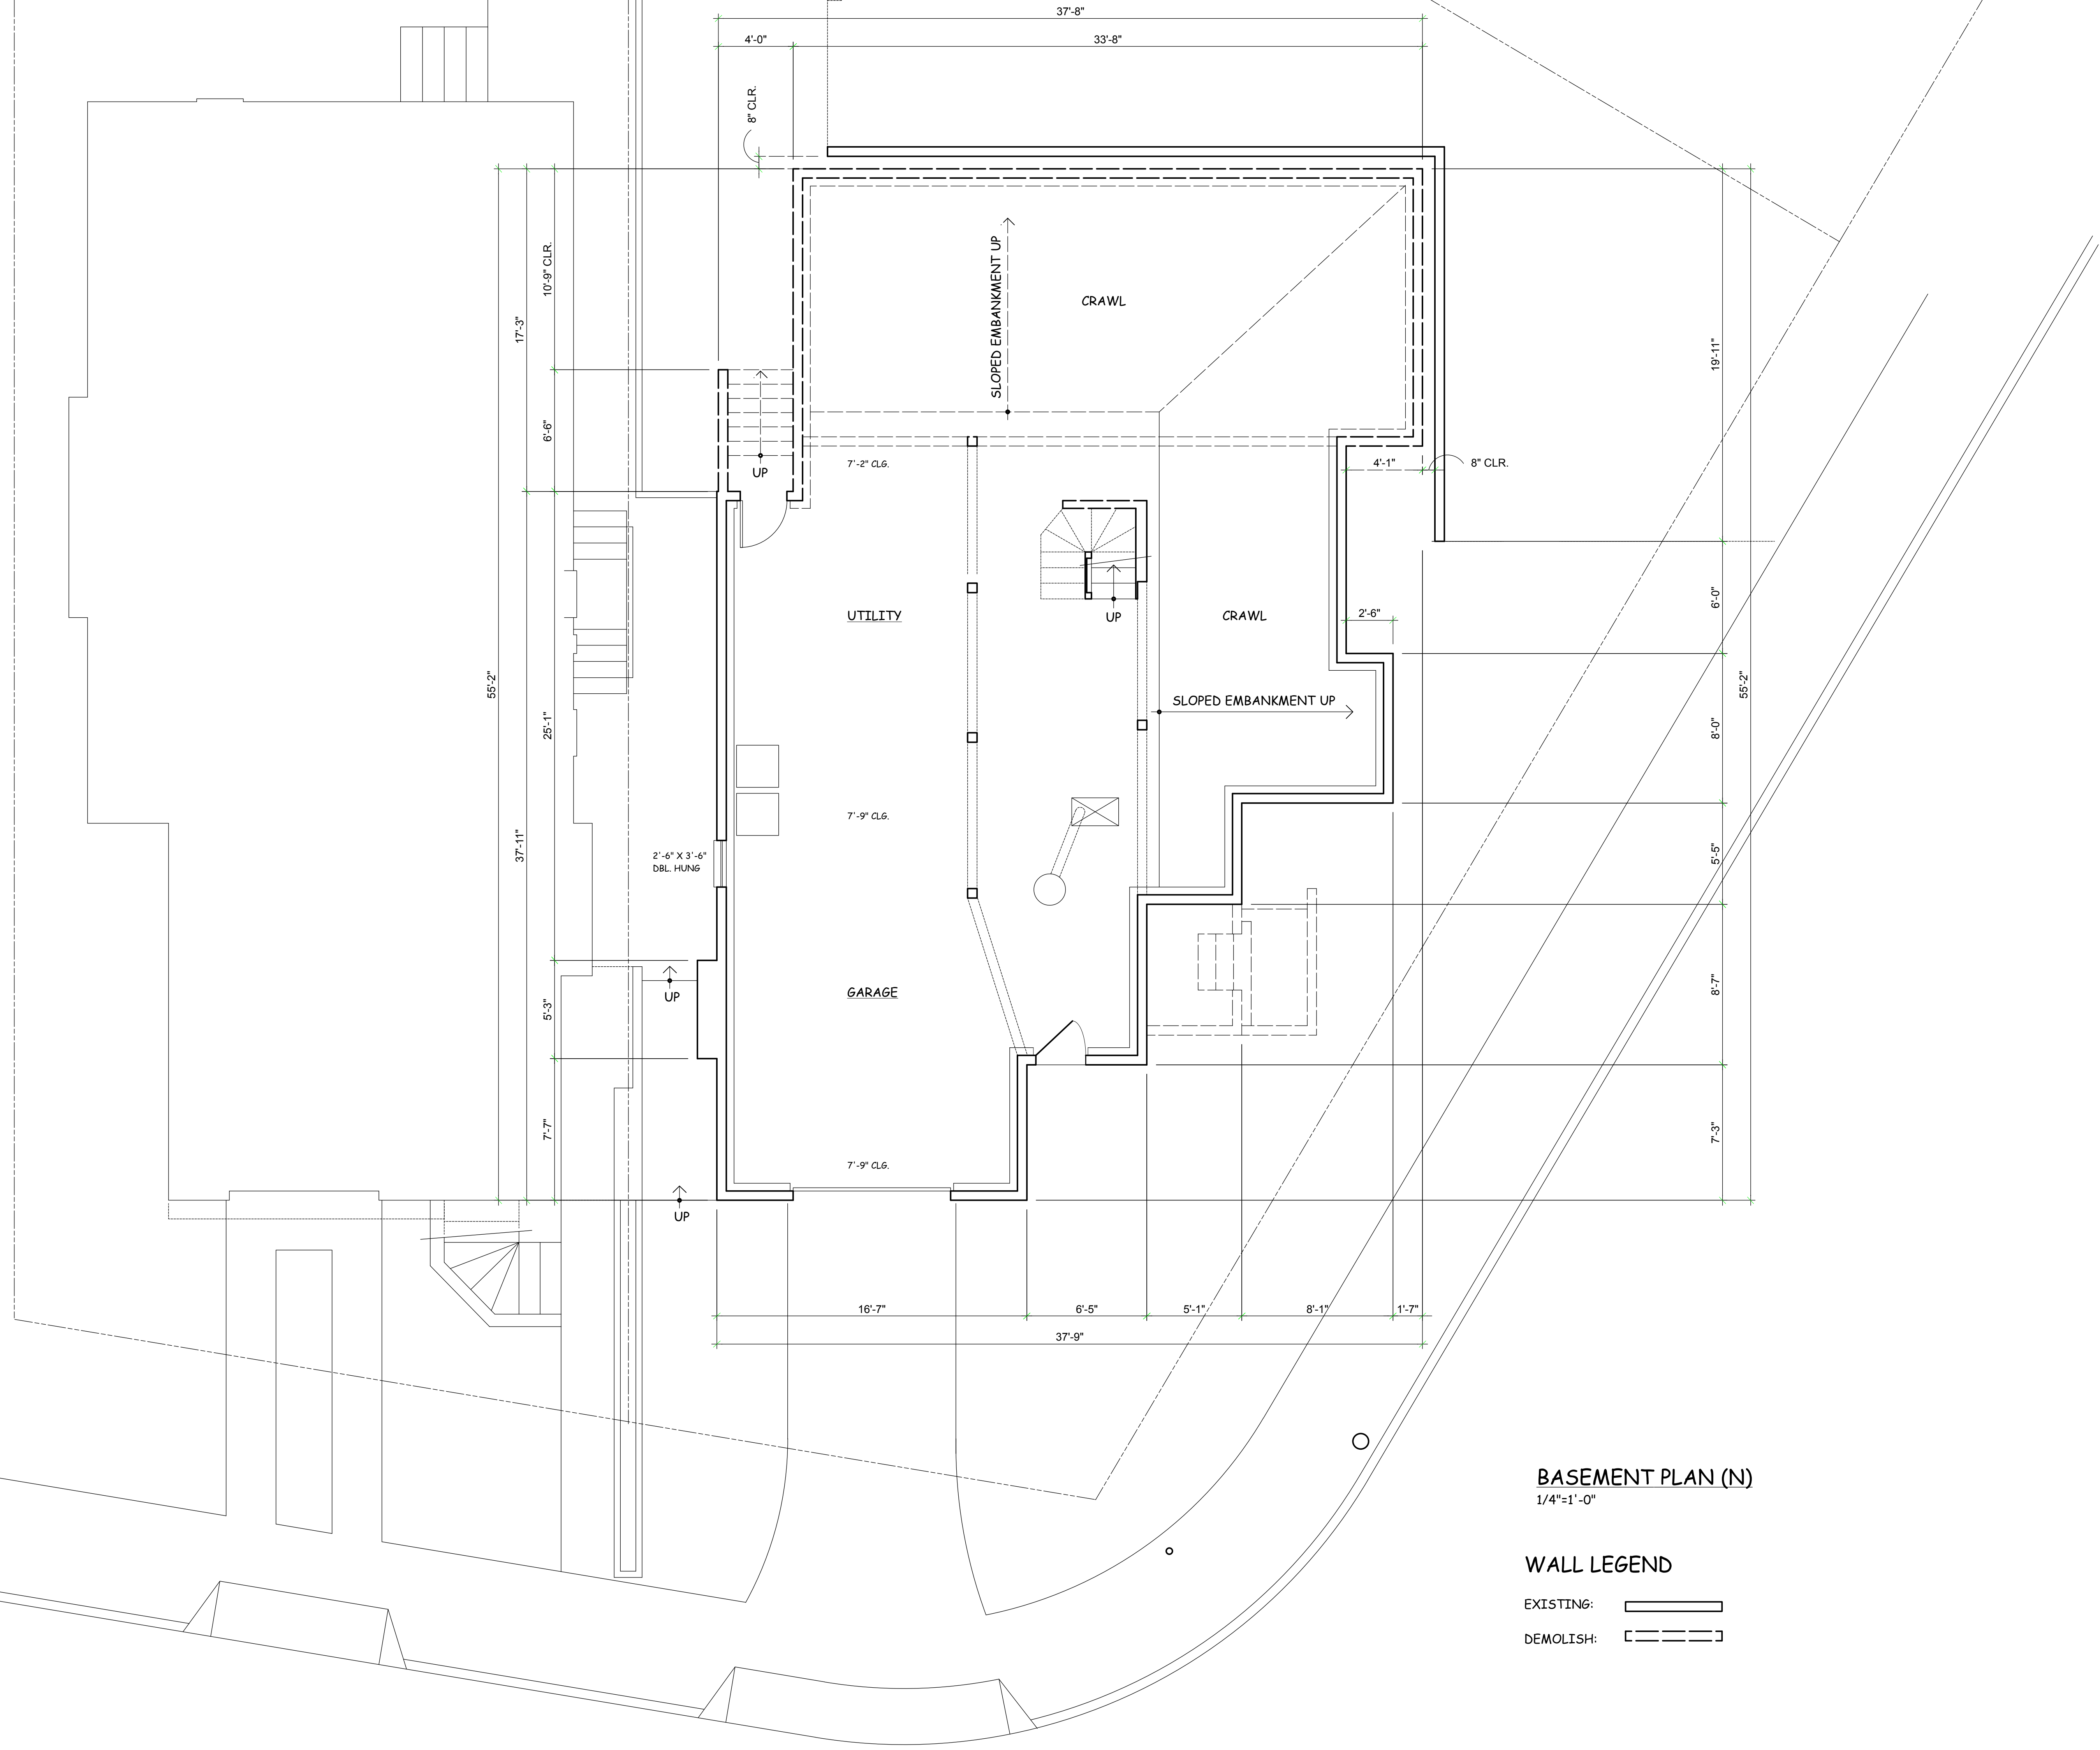 37'-8"
4'-0"
33'-8"
8" CLR.
10'-9" CLR.
17'-3"
SLOPED EMBANKMENT UP
CRAWL
19'-11"
6'-6"
UP
7'-2" CLG.
4'-1"
8" CLR.
UTILITY
UP
CRAWL
2'-6"
6'-0"
55'-2"
25'-1"
SLOPED EMBANKMENT UP
8'-0"
55'-2"
37'-11"
7'-9" CLG.
2'-6" X 3'-6"
DBL. HUNG
5'-5"
UP
GARAGE
5'-3"
8'-7"
7'-7"
7'-3"
7'-9" CLG.
UP
16'-7"
6'-5"
5'-1"
8'-1"
1'-7"
37'-9"
BASEMENT PLAN (N)
1/4"=1'-0"
WALL LEGEND
EXISTING:
DEMOLISH: